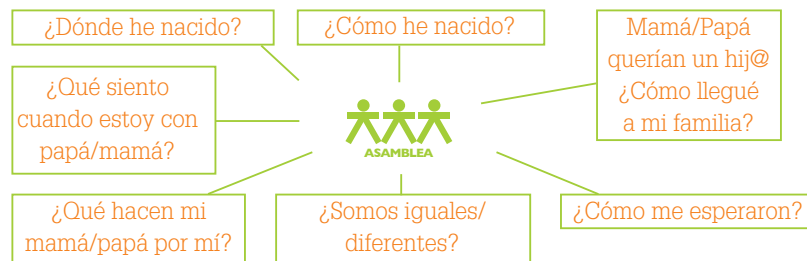 ¿Dónde he nacido?
¿Cómo he nacido?
Mamá/Papá
querían un hij@
¿Cómo llegué
a mi familia?
¿Qué siento
cuando estoy con
papá/mamá?
ASAMBLEA
¿Qué hacen mi
mamá/papá por mí?
¿Somos iguales/
diferentes?
¿Cómo me esperaron?